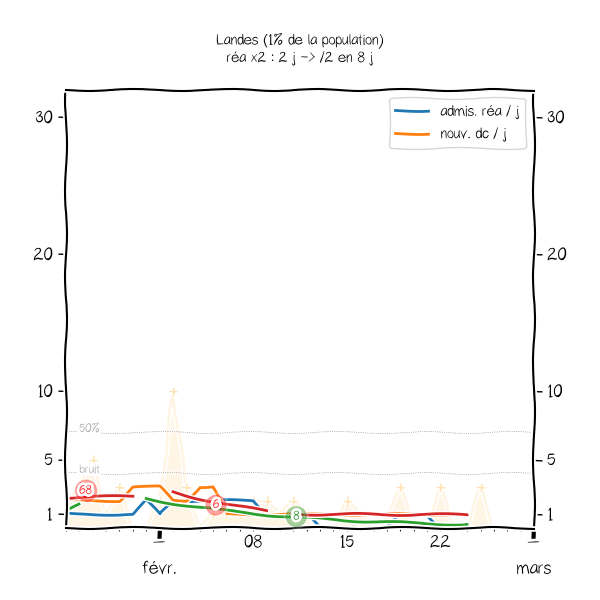 Landes (1% de la population)
réa x2 : 2 j -> /2 en 8 j
admis. réa / j
nouv. dc / j
30
30
20
20
10
10
50%
5
5
bruit
68
6
8
1
1
08
15
22
févr.
mars